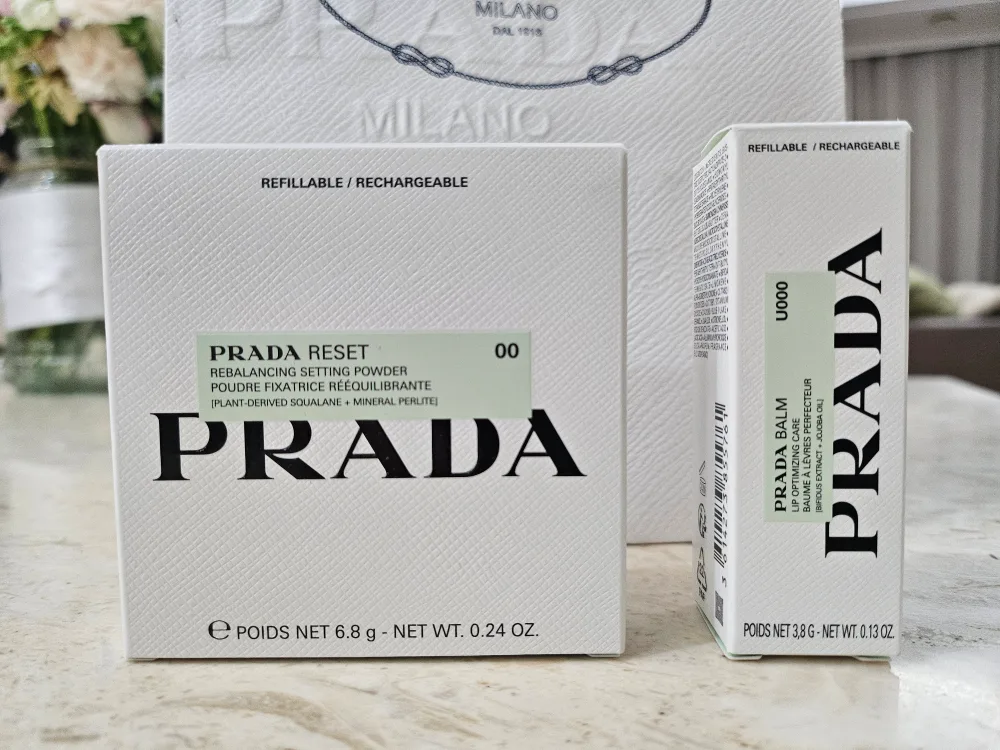 PRADA
MILANO
DAL 1913
MILANO
REFILLABLE / RECHARGEABLE
PRADA RESET 00
REBALANCING SETTING POWDER
POUDRE FIXATRICE RÉÉQUILIBRANTE
[PLANT-DERIVED SQUALANE + MINERAL PERLITE]
PRADA
e POIDS NET 6.8 g - NET WT. 0.24 OZ.
REFILLABLE / RECHARGEABLE
PRADA BALM U000
LIP OPTIMIZING CARE
BAUME À LÈVRES PERFECTEUR
[BIFIDUS EXTRACT + JOJOBA OIL]
PRADA
POIDS NET 3,8 G - NET WT. 0.13 OZ.